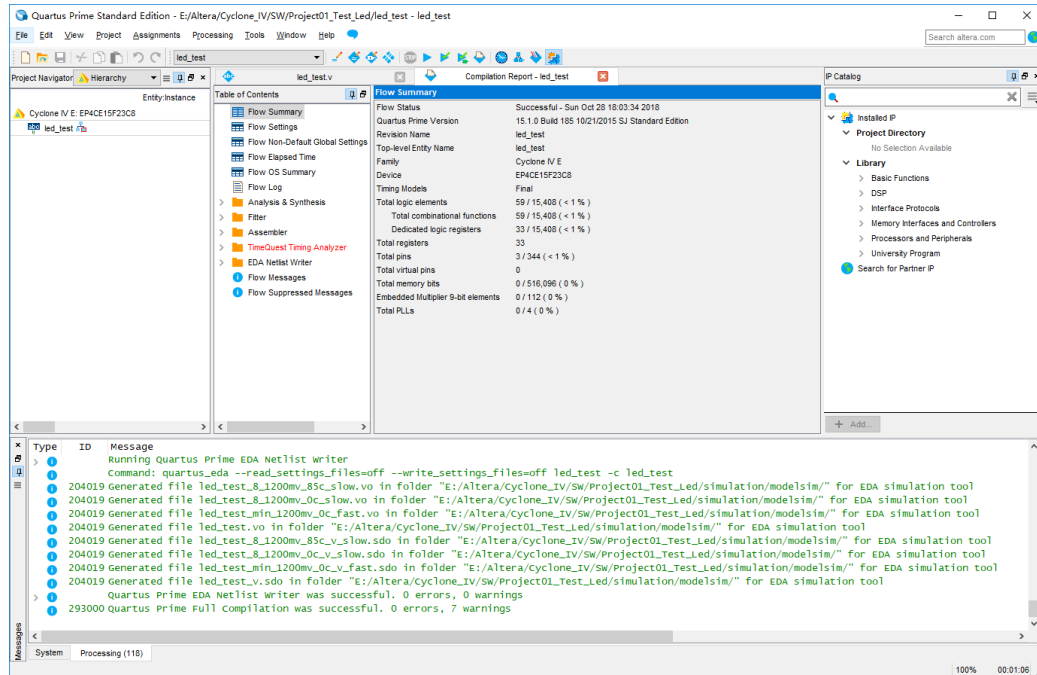 Quartus Prime Standard Edition - E:/Altera/Cyclone_IV/SW/Project01_Test_Led/led_test - led_test
File Edit View Project Assignments Processing Tools Window Help
Search altera.com
led_test
Project Navigator Hierarchy
Entity:Instance
Cyclone IV E: EP4CE15F23C8
led_test
led_test.v
Compilation Report - led_test
Table of Contents
Flow Summary
Flow Settings
Flow Non-Default Global Settings
Flow Elapsed Time
Flow OS Summary
Flow Log
Analysis & Synthesis
Fitter
Assembler
TimeQuest Timing Analyzer
EDA Netlist Writer
Flow Messages
Flow Suppressed Messages
Flow Summary
Flow Status Successful - Sun Oct 28 18:03:34 2018
Quartus Prime Version 15.1.0 Build 185 10/21/2015 SJ Standard Edition
Revision Name led_test
Top-level Entity Name led_test
Family Cyclone IV E
Device EP4CE15F23C8
Timing Models Final
Total logic elements 59 / 15,408 ( < 1 % )
Total combinational functions 59 / 15,408 ( < 1 % )
Dedicated logic registers 33 / 15,408 ( < 1 % )
Total registers 33
Total pins 3 / 344 ( < 1 % )
Total virtual pins 0
Total memory bits 0 / 516,096 ( 0 % )
Embedded Multiplier 9-bit elements 0 / 112 ( 0 % )
Total PLLs 0 / 4 ( 0 % )
IP Catalog
Installed IP
Project Directory
No Selection Available
Library
Basic Functions
DSP
Interface Protocols
Memory Interfaces and Controllers
Processors and Peripherals
University Program
Search for Partner IP
+ Add...
Type ID Message
Running Quartus Prime EDA Netlist Writer
Command: quartus_eda --read_settings_files=off --write_settings_files=off led_test -c led_test
204019 Generated file led_test_8_1200mv_85c_slow.vo in folder "E:/Altera/Cyclone_IV/SW/Project01_Test_Led/simulation/modelsim/" for EDA simulation tool
204019 Generated file led_test_8_1200mv_0c_slow.vo in folder "E:/Altera/Cyclone_IV/SW/Project01_Test_Led/simulation/modelsim/" for EDA simulation tool
204019 Generated file led_test_min_1200mv_0c_fast.vo in folder "E:/Altera/Cyclone_IV/SW/Project01_Test_Led/simulation/modelsim/" for EDA simulation tool
204019 Generated file led_test.vo in folder "E:/Altera/Cyclone_IV/SW/Project01_Test_Led/simulation/modelsim/" for EDA simulation tool
204019 Generated file led_test_8_1200mv_85c_v_slow.sdo in folder "E:/Altera/Cyclone_IV/SW/Project01_Test_Led/simulation/modelsim/" for EDA simulation tool
204019 Generated file led_test_8_1200mv_0c_v_slow.sdo in folder "E:/Altera/Cyclone_IV/SW/Project01_Test_Led/simulation/modelsim/" for EDA simulation tool
204019 Generated file led_test_min_1200mv_0c_v_fast.sdo in folder "E:/Altera/Cyclone_IV/SW/Project01_Test_Led/simulation/modelsim/" for EDA simulation tool
204019 Generated file led_test_v.sdo in folder "E:/Altera/Cyclone_IV/SW/Project01_Test_Led/simulation/modelsim/" for EDA simulation tool
Quartus Prime EDA Netlist Writer was successful. 0 errors, 0 warnings
293000 Quartus Prime Full Compilation was successful. 0 errors, 7 warnings
Messages
System Processing (118)
100% 00:01:06